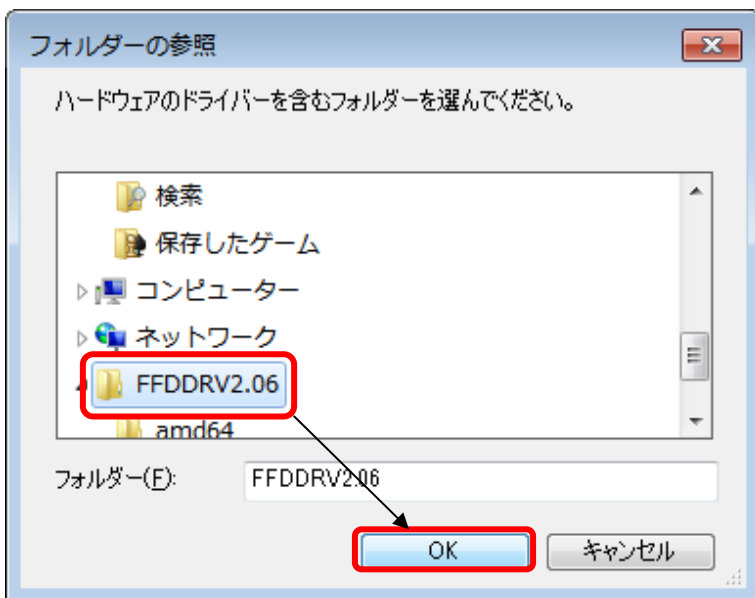 フォルダーの参照
ハードウェアのドライバーを含むフォルダーを選んでください。
検索
保存したゲーム
コンピューター
ネットワーク
FFDDRV2.06
amd64
フォルダー(F): FFDDRV2.06
OK キャンセル